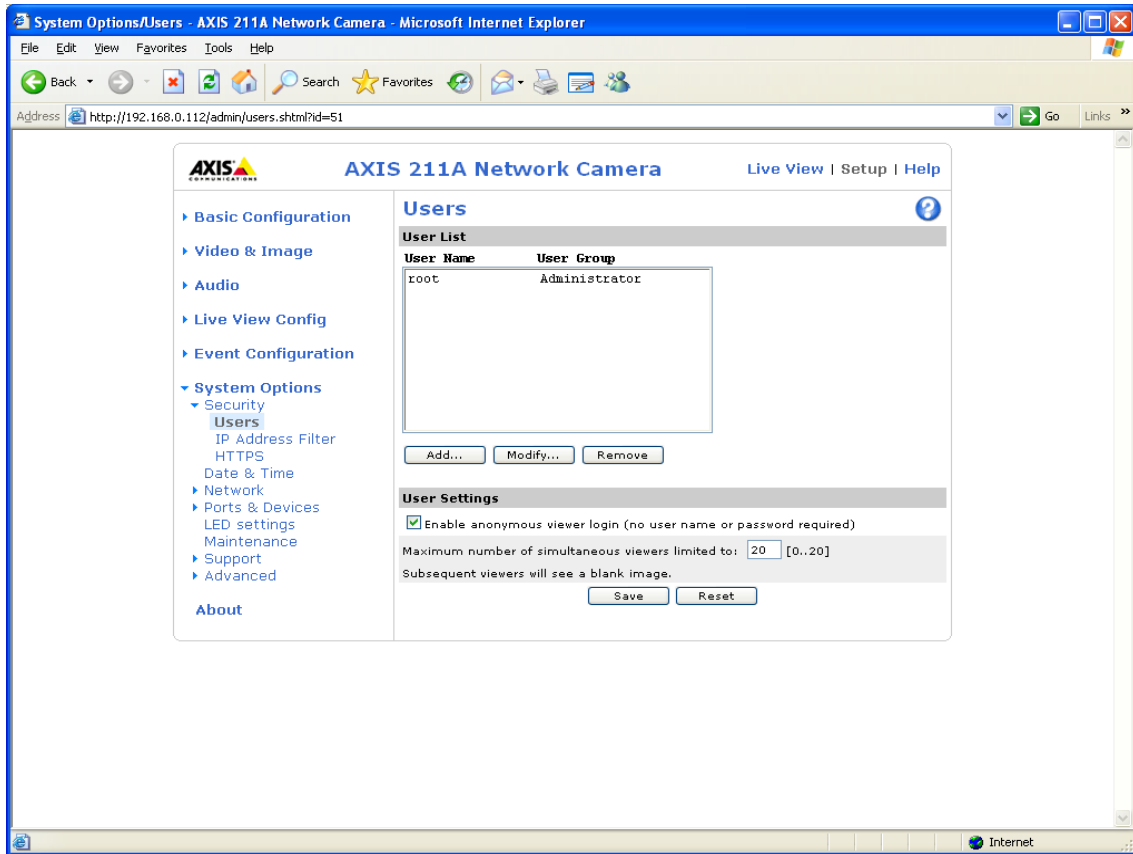 System Options/Users - AXIS 211A Network Camera - Microsoft Internet Explorer
File Edit View Favorites Tools Help
Back Search Favorites
Address http://192.168.0.112/admin/users.shtml?id=51 Go Links »
AXIS COMMUNICATIONS AXIS 211A Network Camera Live View | Setup | Help
Basic Configuration
Video & Image
Audio
Live View Config
Event Configuration
System Options
Security
Users
IP Address Filter
HTTPS
Date & Time
Network
Ports & Devices
LED settings
Maintenance
Support
Advanced
About
Users ?
User List
User Name User Group
root Administrator
Add... Modify... Remove
User Settings
Enable anonymous viewer login (no user name or password required)
Maximum number of simultaneous viewers limited to: 20 [0..20]
Subsequent viewers will see a blank image.
Save Reset
Internet